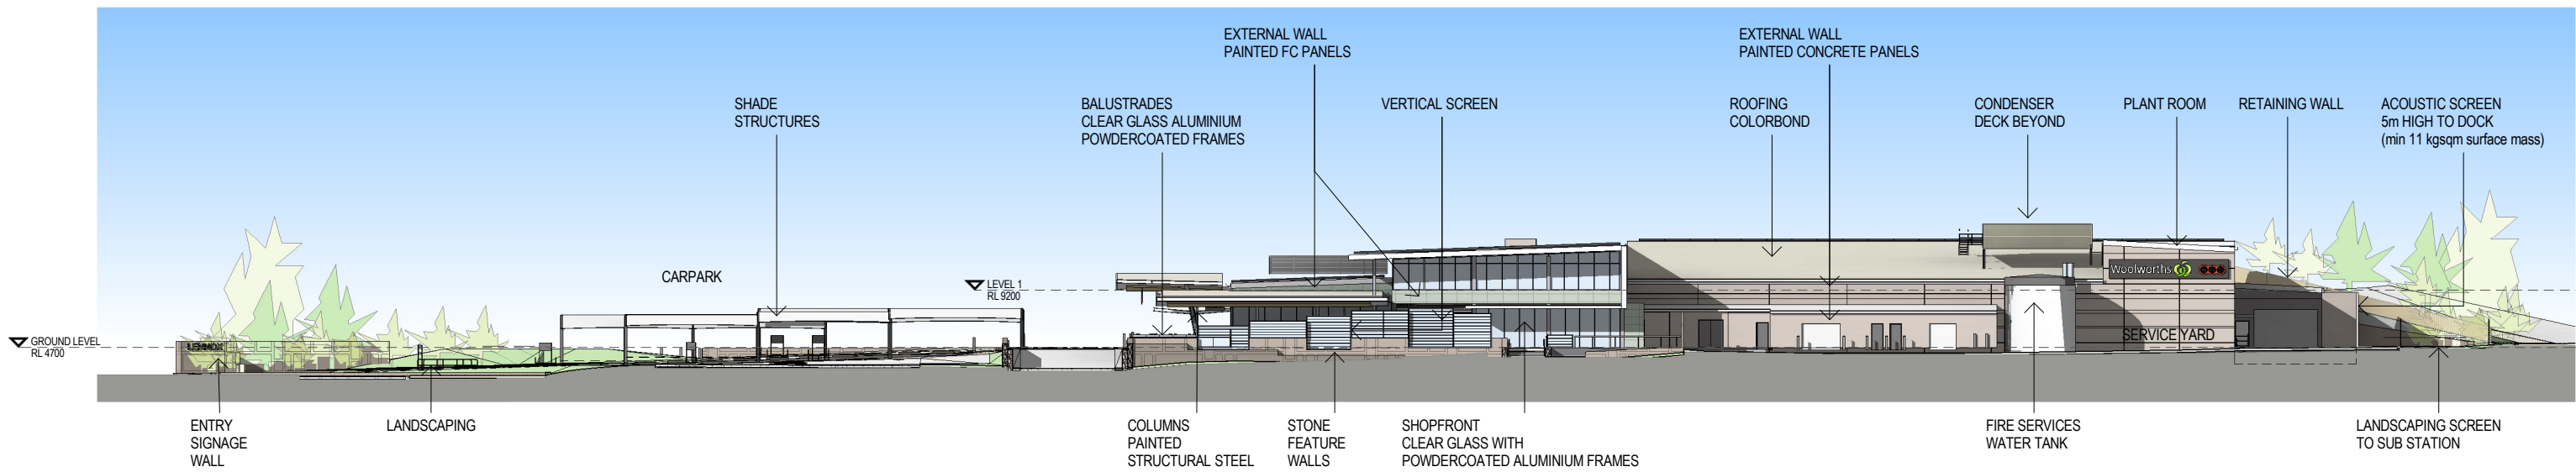 EXTERNAL WALL
PAINTED FC PANELS
EXTERNAL WALL
PAINTED CONCRETE PANELS
SHADE
STRUCTURES
BALUSTRADES
CLEAR GLASS ALUMINIUM
POWDERCOATED FRAMES
VERTICAL SCREEN
ROOFING
COLORBOND
CONDENSER
DECK BEYOND
PLANT ROOM
RETAINING WALL
ACOUSTIC SCREEN
5m HIGH TO DOCK
(min 11 kgsqm surface mass)
CARPARK
LEVEL 1
RL 9200
Woolworths
GROUND LEVEL
RL 4700
LENNOX
SERVICE YARD
ENTRY
SIGNAGE
WALL
LANDSCAPING
COLUMNS
PAINTED
STRUCTURAL STEEL
STONE
FEATURE
WALLS
SHOPFRONT
CLEAR GLASS WITH
POWDERCOATED ALUMINIUM FRAMES
FIRE SERVICES
WATER TANK
LANDSCAPING SCREEN
TO SUB STATION